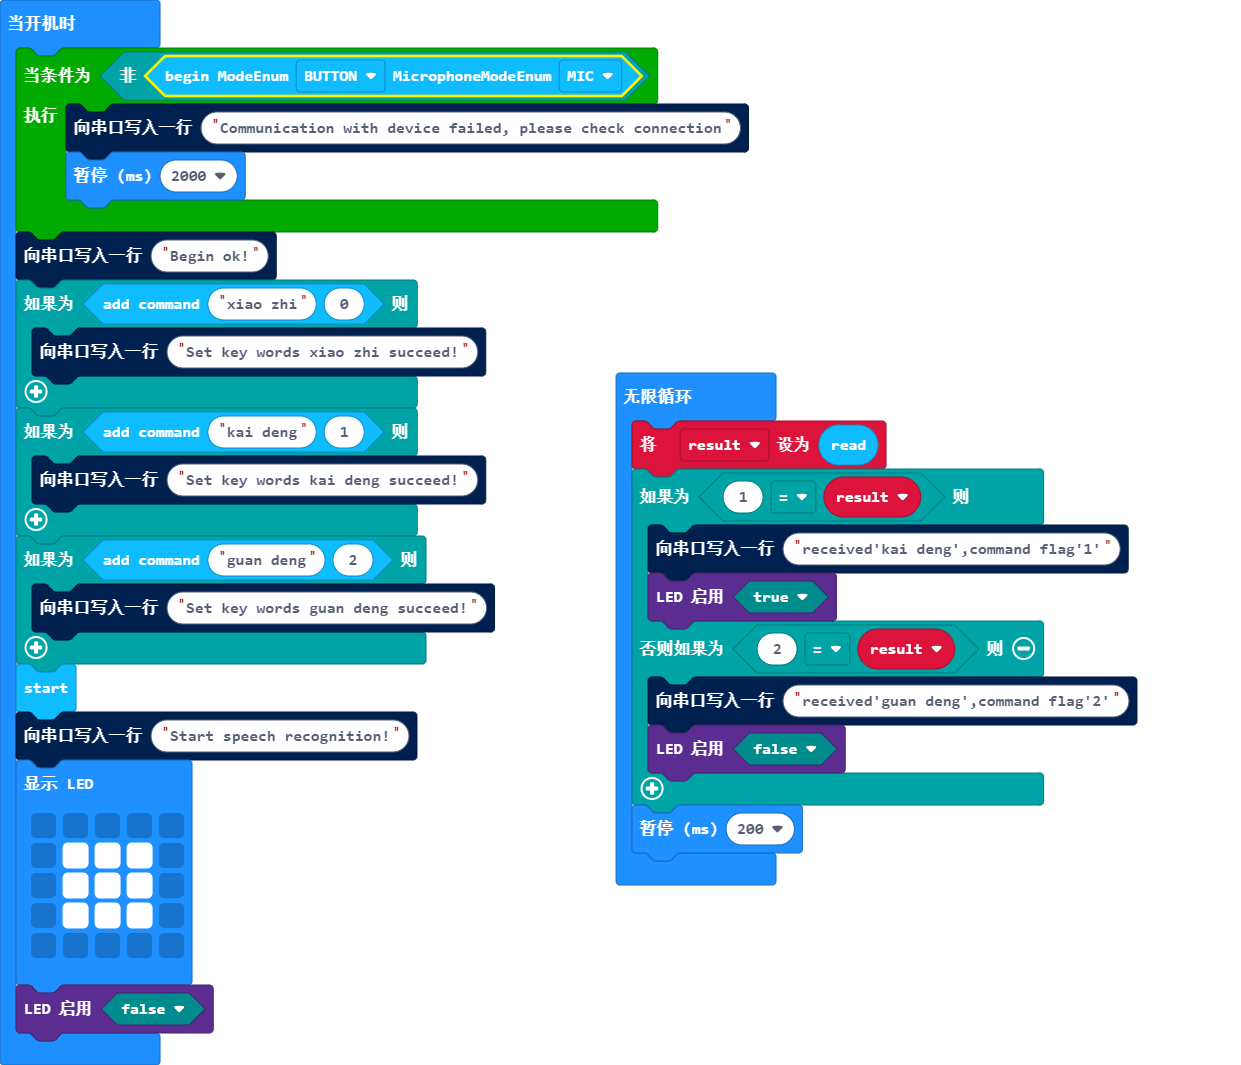 当开机时
当条件为 非 begin ModeEnum BUTTON MicrophoneModeEnum MIC
执行
向串口写入一行 "Communication with device failed, please check connection"
暂停 (ms) 2000
向串口写入一行 "Begin ok!"
如果为 add command "xiao zhi" 0 则
向串口写入一行 "Set key words xiao zhi succeed!"
如果为 add command "kai deng" 1 则
向串口写入一行 "Set key words kai deng succeed!"
如果为 add command "guan deng" 2 则
向串口写入一行 "Set key words guan deng succeed!"
start
向串口写入一行 "Start speech recognition!"
显示 LED
LED 启用 false
无限循环
将 result 设为 read
如果为 1 = result 则
向串口写入一行 "received'kai deng',command flag'1'"
LED 启用 true
否则如果为 2 = result 则
向串口写入一行 "received'guan deng',command flag'2'"
LED 启用 false
暂停 (ms) 200